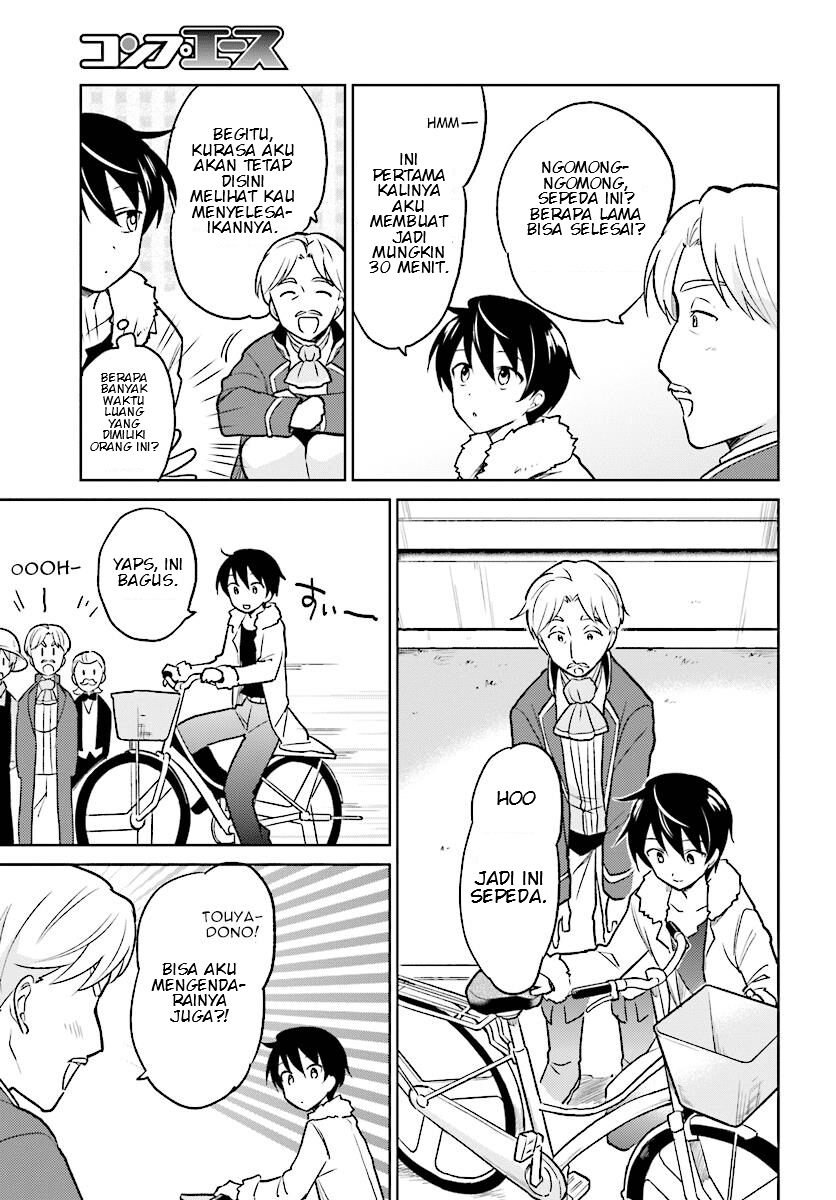 コンプエース
NGOMONG-
NGOMONG,
SEPEDA INI?
BERAPA LAMA
BISA SELESAI?
HMM—
INI
PERTAMA
KALINYA
AKU
MEMBUAT
JADI
MUNGKIN
30 MENIT.
BEGITU,
KURASA AKU
AKAN TETAP
DISINI
MELIHAT KAU
MENYELESA-
IKANNYA.
BERAPA
BANYAK
WAKTU
LUANG
YANG
DIMILIKI
ORANG INI?
HOO
JADI INI
SEPEDA.
YAPS, INI
BAGUS.
すぃー
OOOH-
TOUYA-
DONO!
BISA AKU
MENGENDA-
RAINYA
JUGA?!